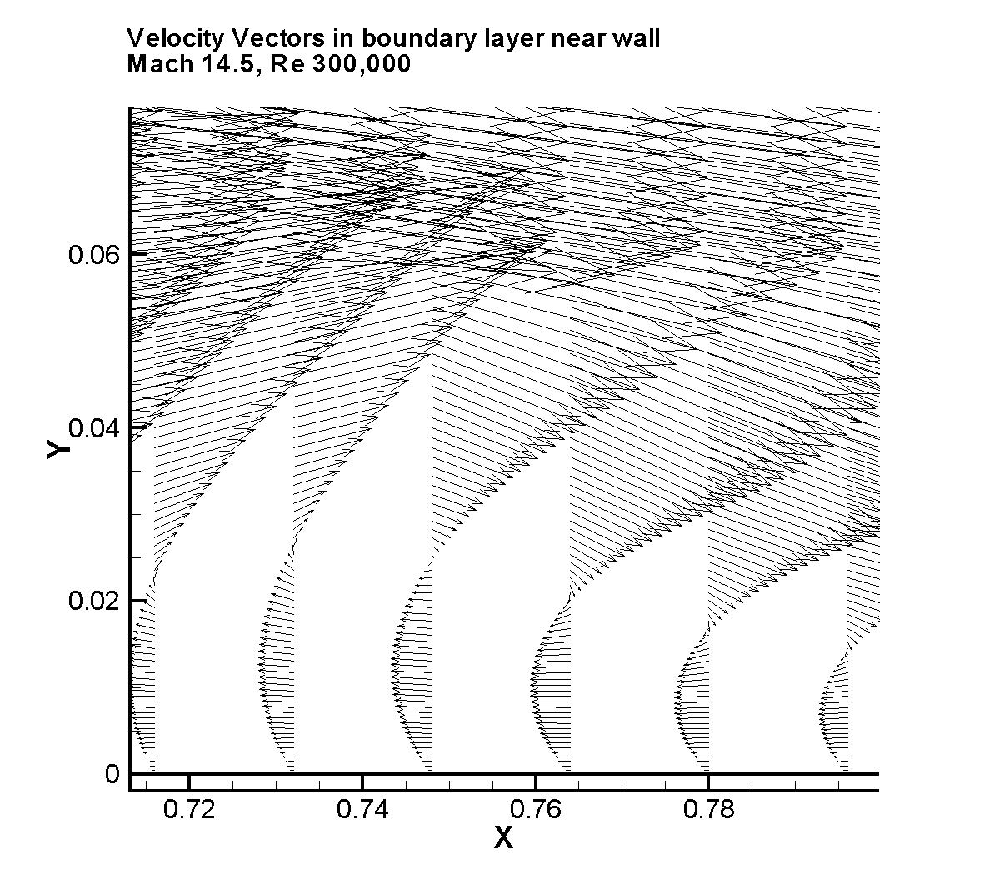 Velocity Vectors in boundary layer near wall
Mach 14.5, Re 300,000
0.06
0.04
Y
0.02
0
0.72 0.74 0.76 0.78
X